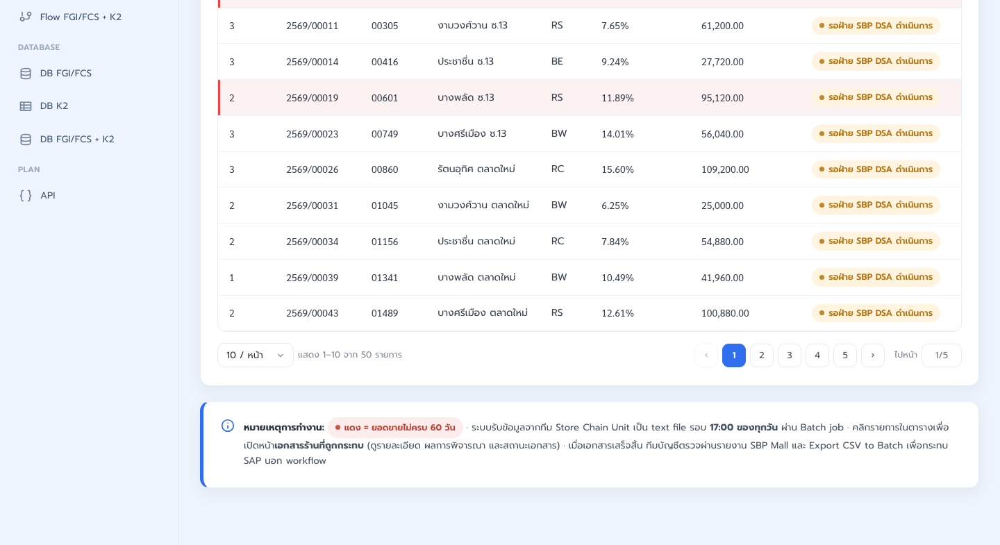 Flow FGI/FCS + K2
DATABASE
DB FGI/FCS
DB K2
DB FGI/FCS + K2
PLAN
API
3 2569/00011 00305 งามวงศ์วาน ซ.13 RS 7.65% 61,200.00 รอฝ่าย SBP DSA ดำเนินการ
3 2569/00014 00416 ประชาชื่น ซ.13 BE 9.24% 27,720.00 รอฝ่าย SBP DSA ดำเนินการ
2 2569/00019 00601 บางพลัด ซ.13 RS 11.89% 95,120.00 รอฝ่าย SBP DSA ดำเนินการ
3 2569/00023 00749 บางศรีเมือง ซ.13 BW 14.01% 56,040.00 รอฝ่าย SBP DSA ดำเนินการ
3 2569/00026 00860 รัตนอุทิศ ตลาดใหม่ RC 15.60% 109,200.00 รอฝ่าย SBP DSA ดำเนินการ
2 2569/00031 01045 งามวงศ์วาน ตลาดใหม่ BW 6.25% 25,000.00 รอฝ่าย SBP DSA ดำเนินการ
2 2569/00034 01156 ประชาชื่น ตลาดใหม่ RC 7.84% 54,880.00 รอฝ่าย SBP DSA ดำเนินการ
1 2569/00039 01341 บางพลัด ตลาดใหม่ BW 10.49% 41,960.00 รอฝ่าย SBP DSA ดำเนินการ
2 2569/00043 01489 บางศรีเมือง ตลาดใหม่ RS 12.61% 100,880.00 รอฝ่าย SBP DSA ดำเนินการ
10 / หน้า แสดง 1–10 จาก 50 รายการ ‹ 1 2 3 4 5 › ไปหน้า 1/5
หมายเหตุการทำงาน: แดง = ยอดขายไม่ครบ 60 วัน · ระบบรับข้อมูลจากทีม Store Chain Unit เป็น text file รอบ 17:00 ของทุกวัน ผ่าน Batch job · คลิกรายการในตารางเพื่อ
เปิดหน้าเอกสารร้านที่ถูกกระทบ (ดูรายละเอียด ผลการพิจารณา และสถานะเอกสาร) · เมื่อเอกสารเสร็จสิ้น ทีมบัญชีตรวจผ่านรายงาน SBP Mall และ Export CSV to Batch เพื่อกระทบ
SAP นอก workflow